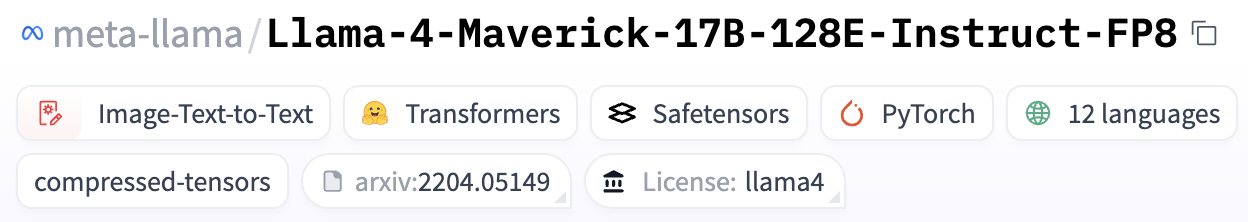 meta-llama/Llama-4-Maverick-17B-128E-Instruct-FP8
Image-Text-to-Text Transformers Safetensors PyTorch 12 languages
compressed-tensors arxiv:2204.05149 License: llama4